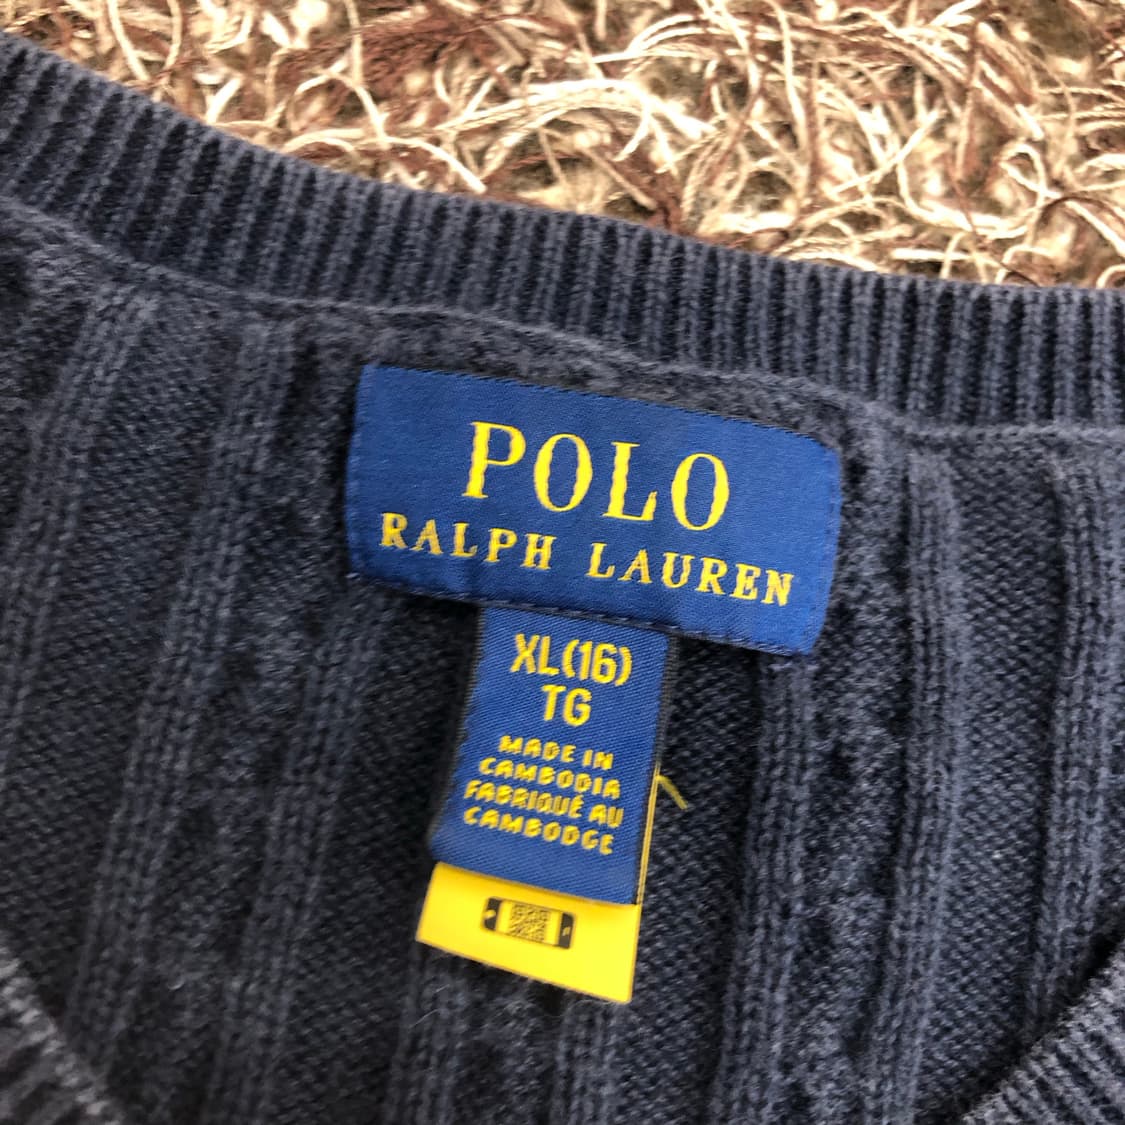 POLO
RALPH LAUREN
XL(16)
TG
MADE IN
CAMBODIA
FABRIQUÉ AU
CAMBODGE